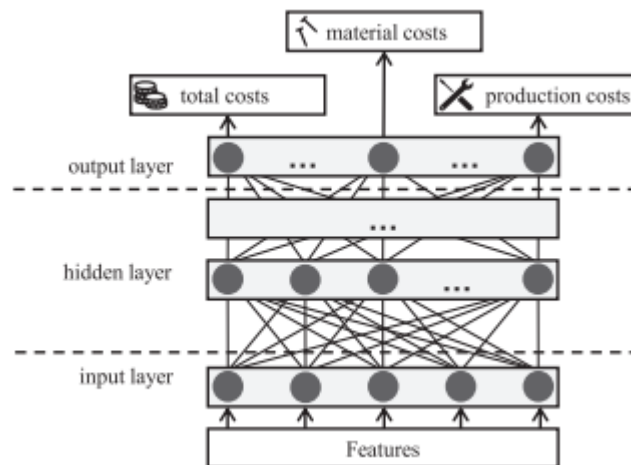 material costs
total costs
production costs
output layer
... ...
...
hidden layer
...
input layer
Features